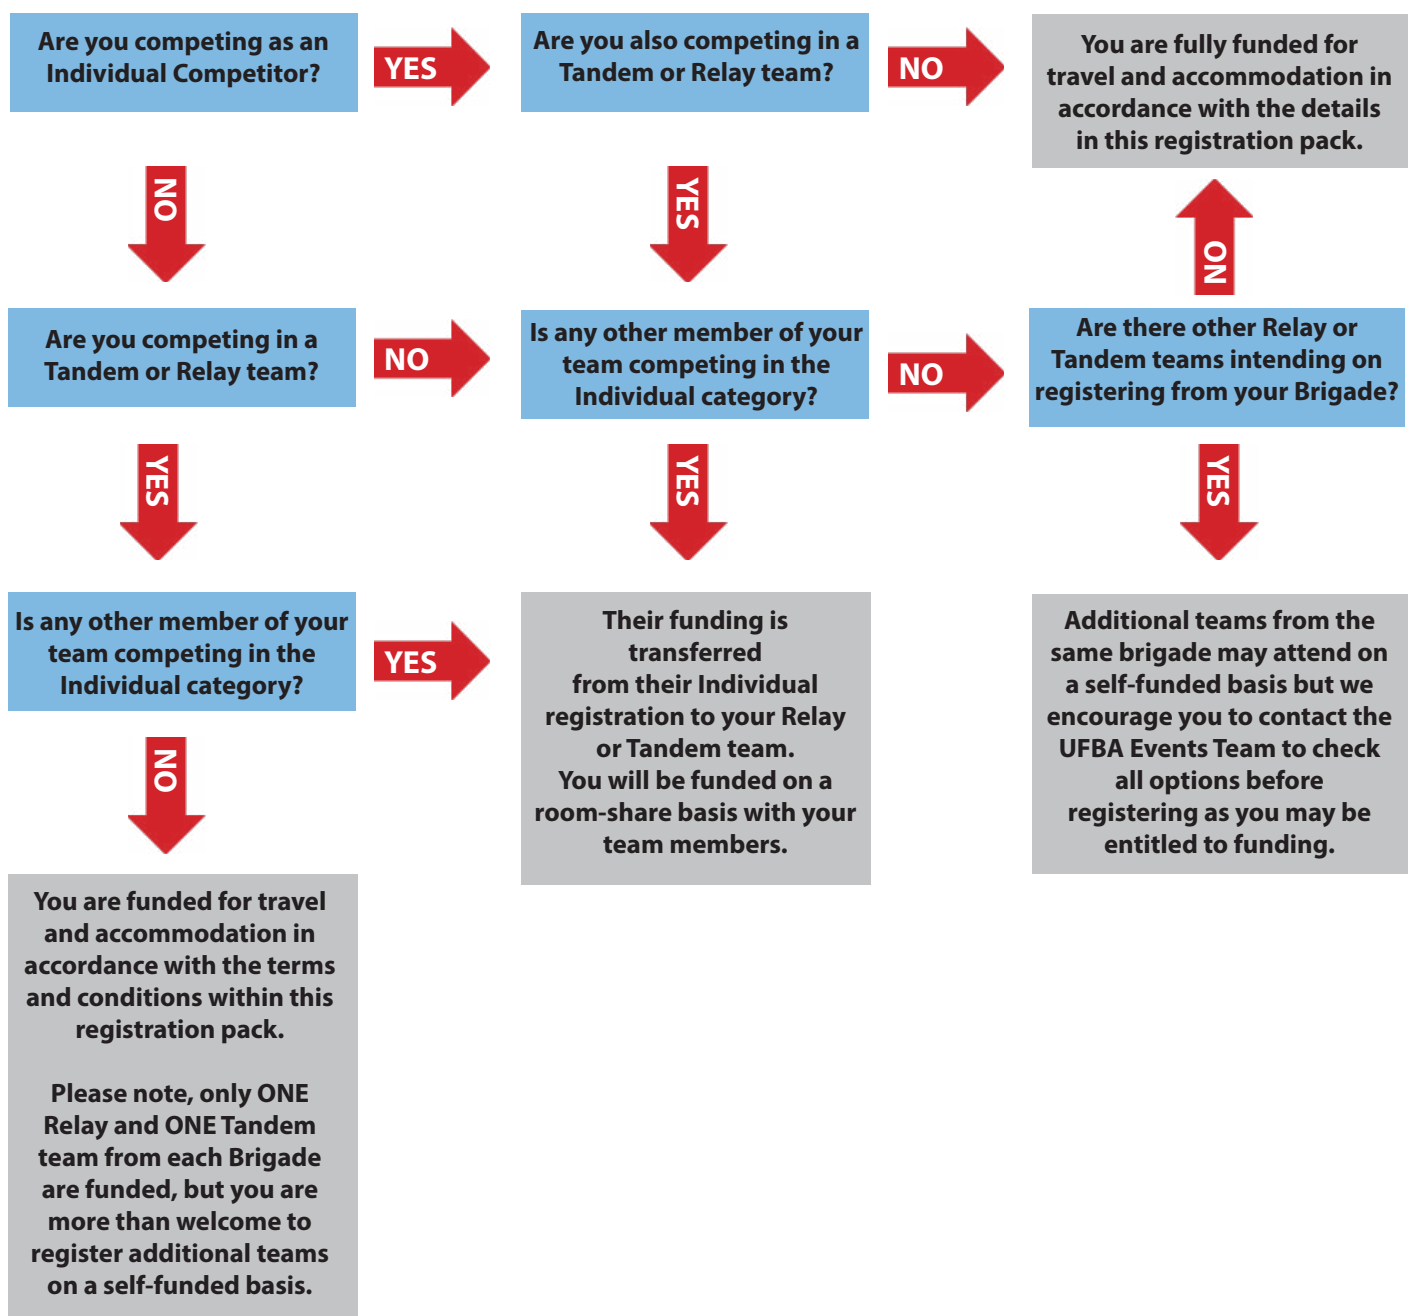 Are you competing as an
Individual Competitor?
YES
Are you also competing in a
Tandem or Relay team?
NO
You are fully funded for
travel and accommodation in
accordance with the details
in this registration pack.
NO
YES
NO
Are you competing in a
Tandem or Relay team?
NO
Is any other member of your
team competing in the
Individual category?
NO
Are there other Relay or
Tandem teams intending on
registering from your Brigade?
YES
YES
YES
Is any other member of your
team competing in the
Individual category?
YES
Their funding is
transferred
from their Individual
registration to your Relay
or Tandem team.
You will be funded on a
room-share basis with your
team members.
Additional teams from the
same brigade may attend on
a self-funded basis but we
encourage you to contact the
UFBA Events Team to check
all options before
registering as you may be
entitled to funding.
NO
You are funded for travel
and accommodation in
accordance with the terms
and conditions within this
registration pack.
Please note, only ONE
Relay and ONE Tandem
team from each Brigade
are funded, but you are
more than welcome to
register additional teams
on a self-funded basis.